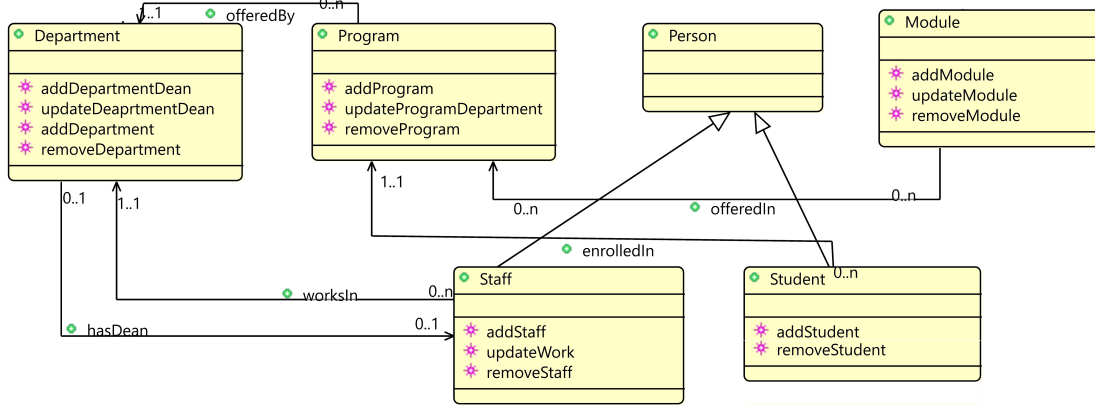 1..1
offeredBy
0..n
Department
addDepartmentDean
updateDeaprtmentDean
addDepartment
removeDepartment
Program
addProgram
updateProgramDepartment
removeProgram
Person
Module
addModule
updateModule
removeModule
0..1
1..1
1..1
0..n
offeredIn
0..n
enrolledIn
worksIn
0..n
hasDean
0..1
Staff
addStaff
updateWork
removeStaff
Student
0..n
addStudent
removeStudent